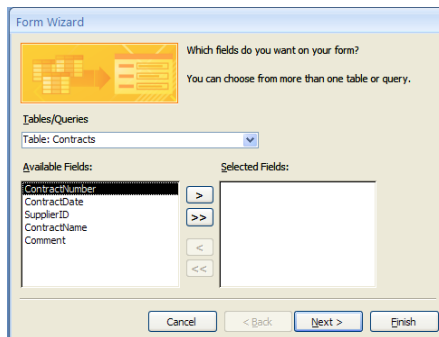 Form Wizard
Which fields do you want on your form?
You can choose from more than one table or query.
Tables/Queries
Table: Contracts
Available Fields:
Selected Fields:
ContractNumber
ContractDate
SupplierID
ContractName
Comment
>
>>
<
<<
Cancel
< Back
Next >
Finish